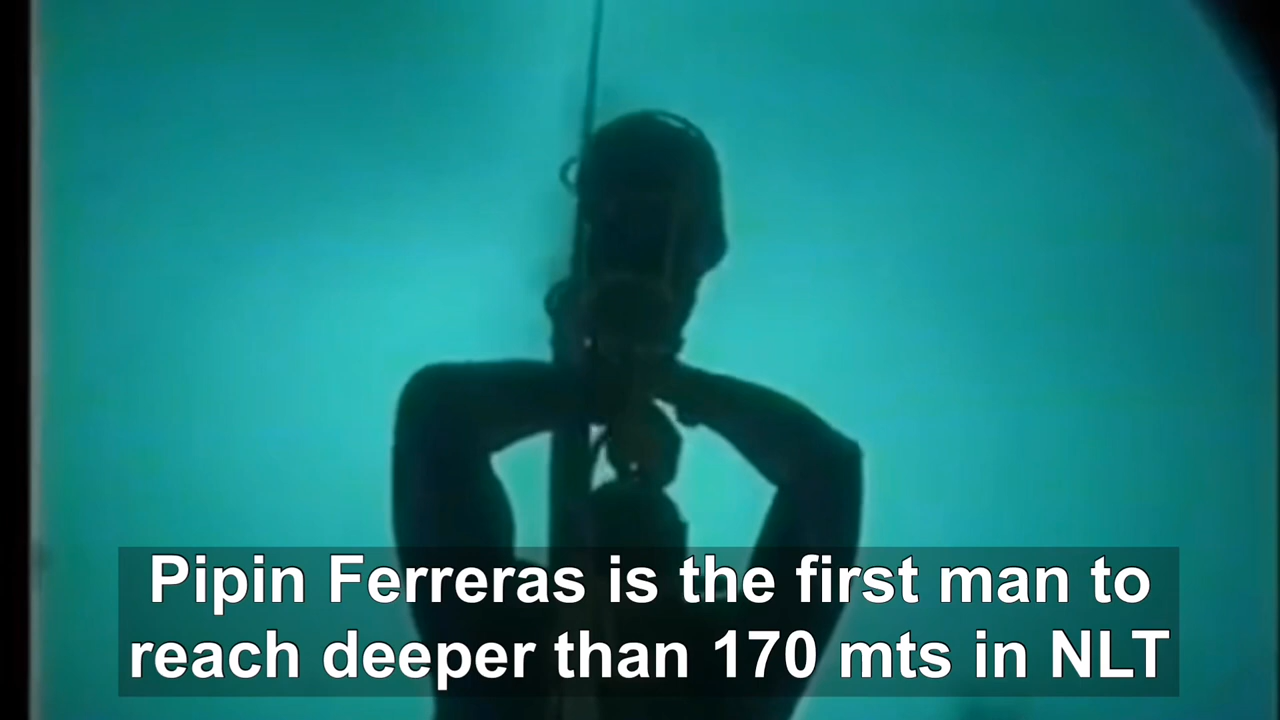 Pipin Ferreras is the first man to
reach deeper than 170 mts in NLT